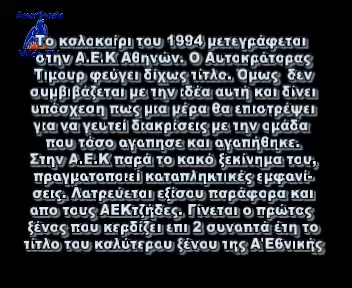 Το καλοκαίρι του 1994 μετεγράφεται
στην Α.Ε.Κ Αθηνών. Ο Αυτοκράτορας
Τιμουρ φεύγει δίχως τίτλο. Όμως δεν
συμβιβάζεται με την ιδέα αυτή και δίνει
υπόσχεση πως μια μέρα θα επιστρέψει
για να γευτεί διακρίσεις με την ομάδα
που τόσο αγαπησε και αγαπήθηκε.
Στην Α.Ε.Κ παρά το κακό ξεκίνημα του,
πραγματοποιεί καταπληκτικές εμφανί-
σεις. Λατρεύεται εξίσου παράφορα και
απο τους ΑΕΚτζήδες. Γίνεται ο πρώτος
ξένος που κερδίζει επι 2 συναπτά έτη το
τίτλο του καλύτερου ξένου της Α'Εθνικής